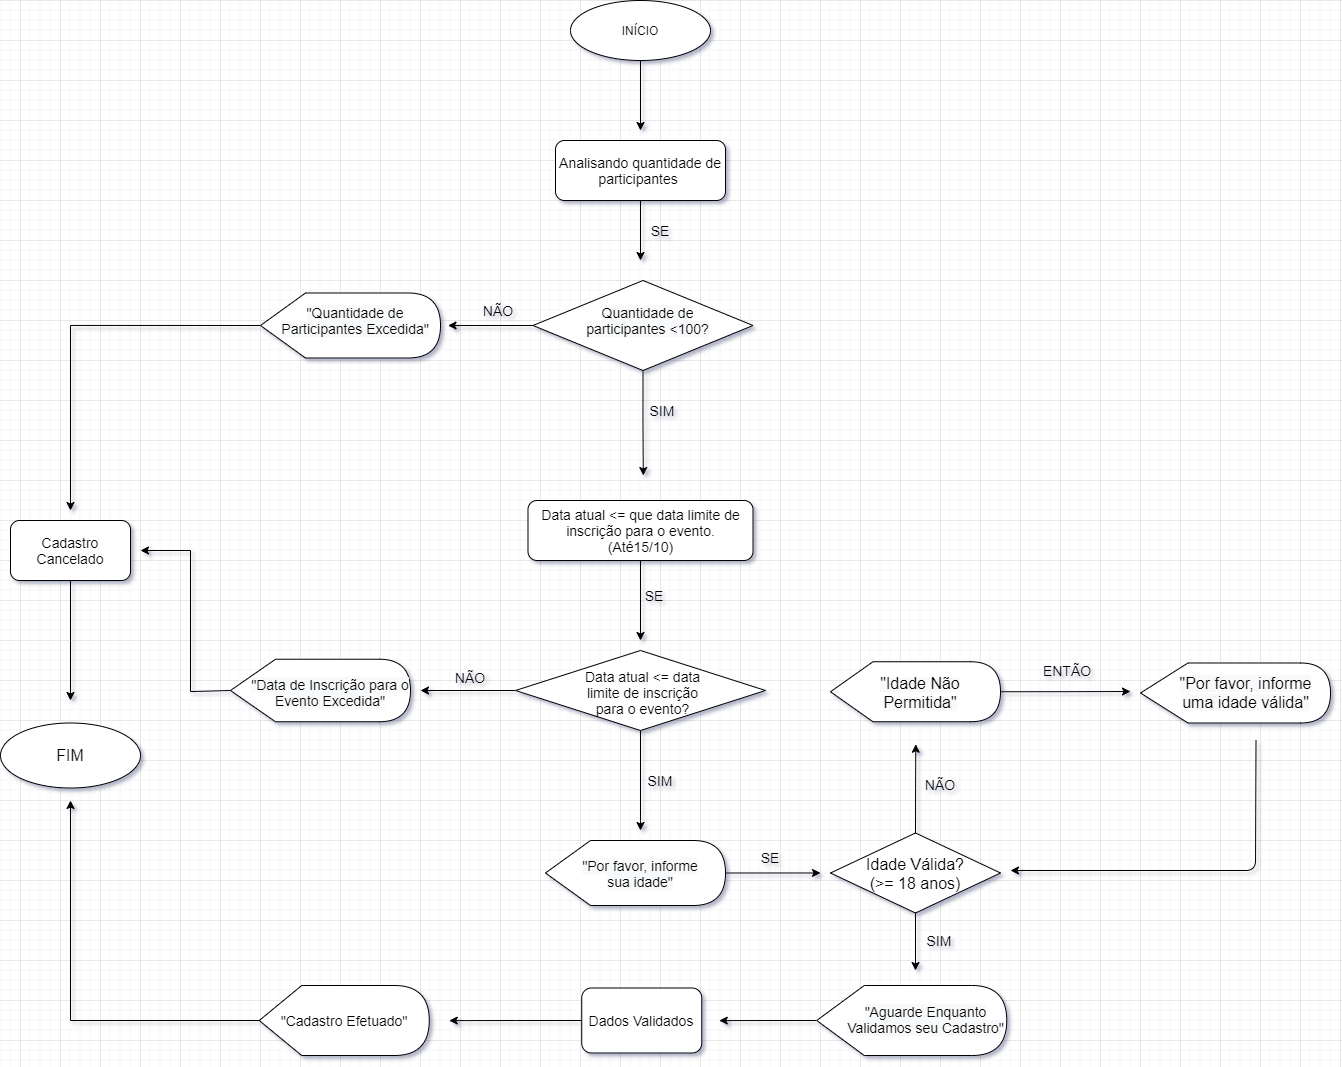 INÍCIO
Analisando quantidade de
participantes
SE
Quantidade de
participantes <100?
NÃO
"Quantidade de
Participantes Excedida"
SIM
Data atual <= que data limite de
inscrição para o evento.
(Até15/10)
Cadastro
Cancelado
SE
Data atual <= data
limite de inscrição
para o evento?
NÃO
"Data de Inscrição para o
Evento Excedida"
"Idade Não
Permitida"
ENTÃO
"Por favor, informe
uma idade válida"
FIM
SIM
NÃO
"Por favor, informe
sua idade"
SE
Idade Válida?
(>= 18 anos)
SIM
"Aguarde Enquanto
Validamos seu Cadastro"
Dados Validados
"Cadastro Efetuado"